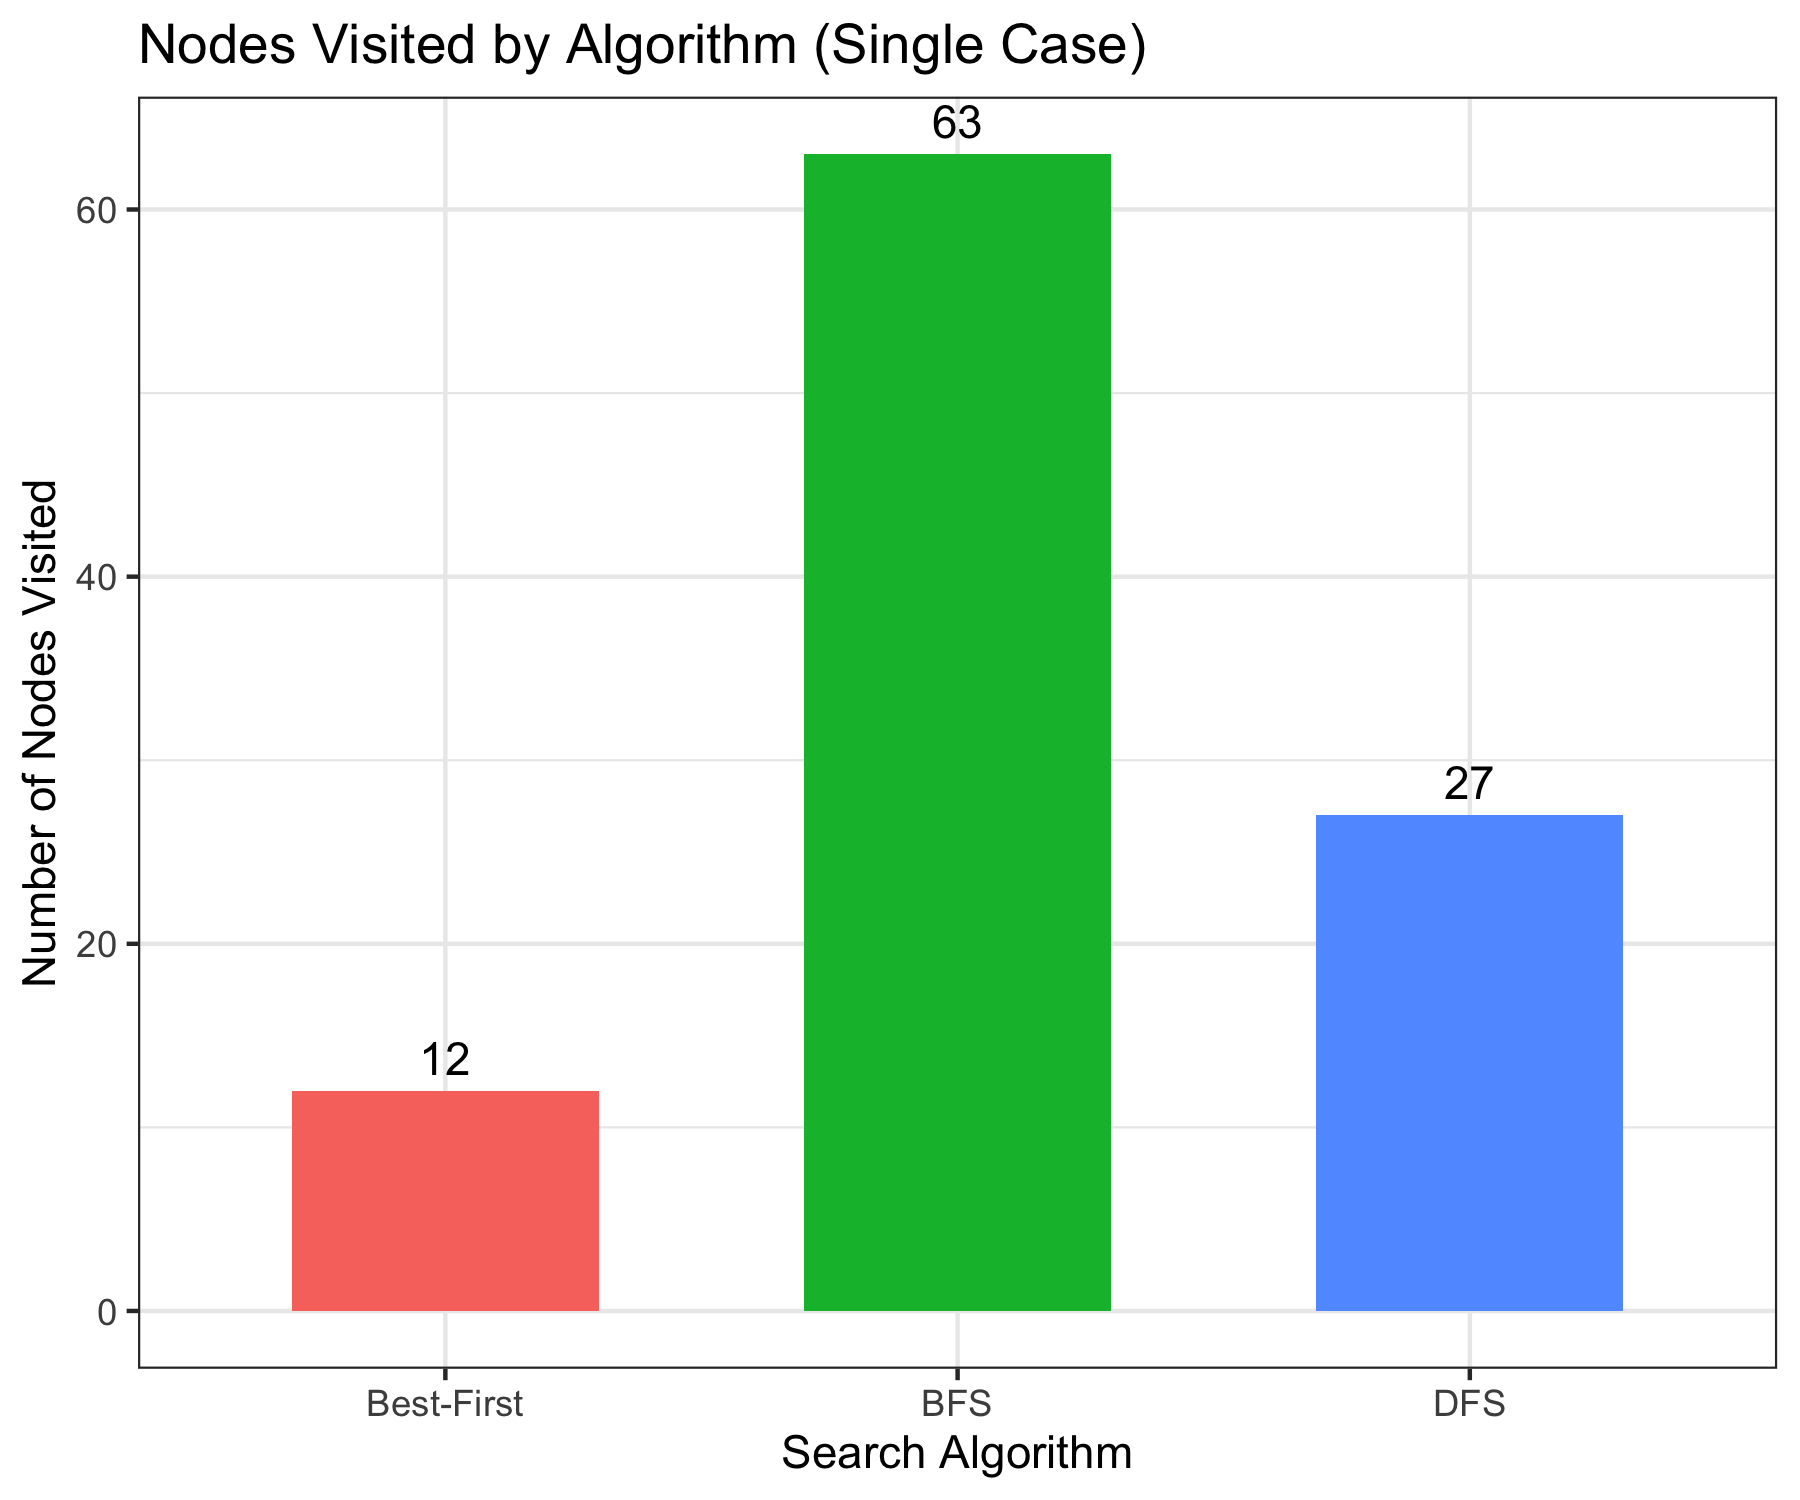 Nodes Visited by Algorithm (Single Case)
63
60
40
Number of Nodes Visited
27
20
12
0
Best-First BFS DFS
Search Algorithm